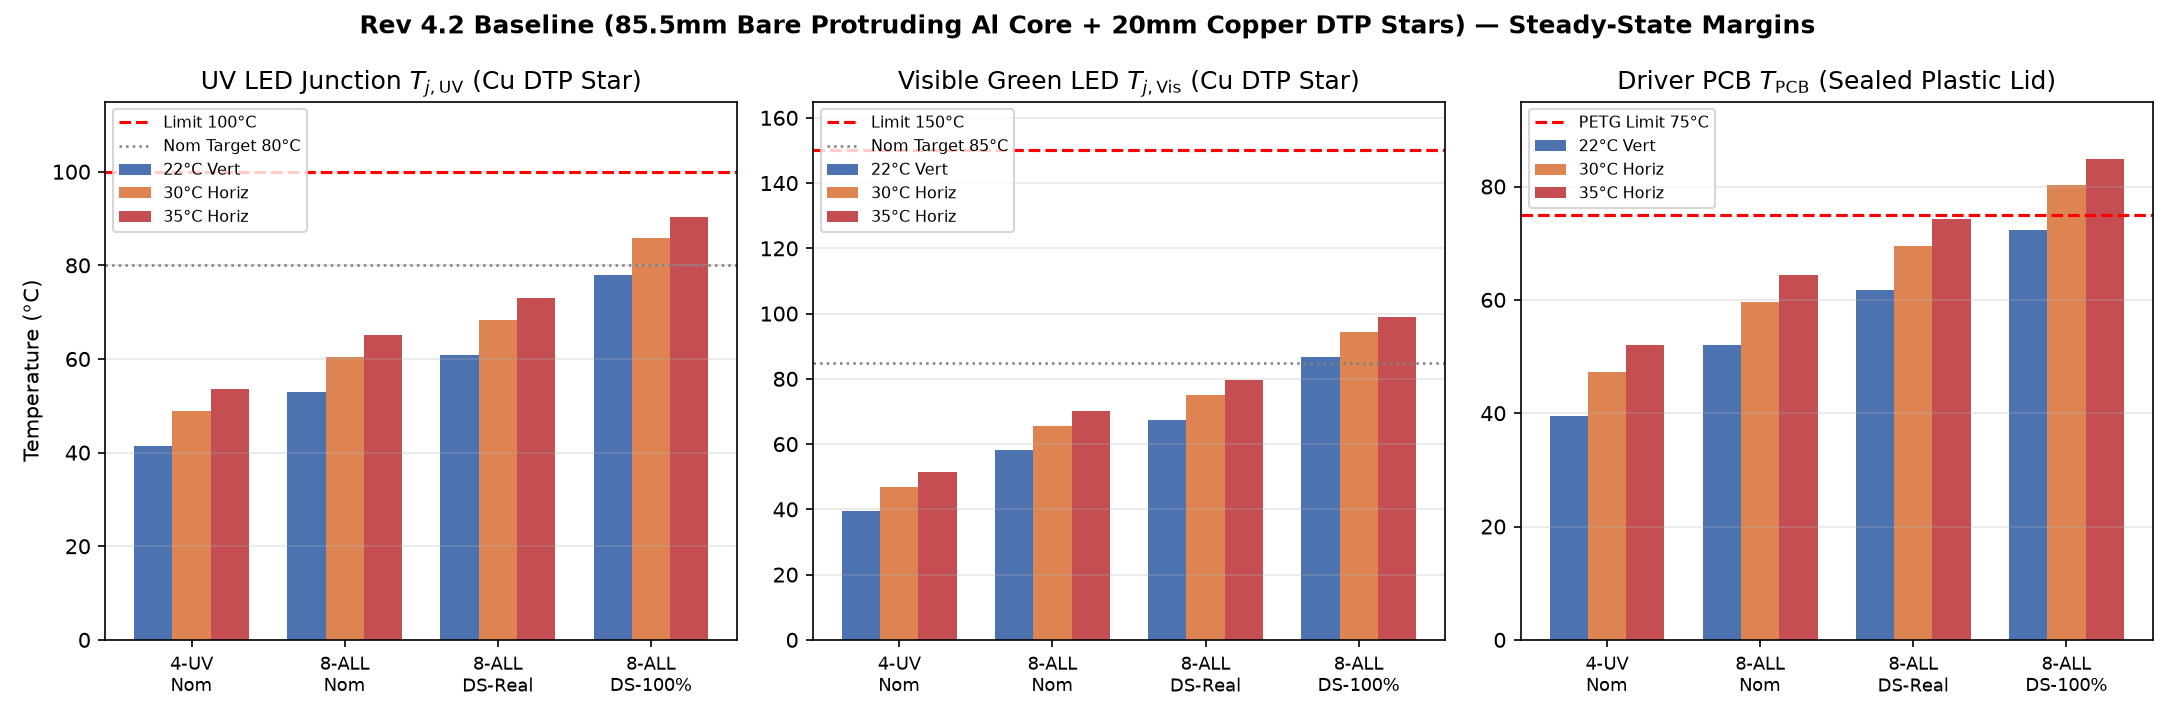 Rev 4.2 Baseline (85.5mm Bare Protruding Al Core + 20mm Copper DTP Stars) — Steady-State Margins
UV LED Junction Tj, UV (Cu DTP Star)
Temperature (°C)
100
80
60
40
20
0
Limit 100°C
Nom Target 80°C
22°C Vert
30°C Horiz
35°C Horiz
4-UV
Nom
8-ALL
Nom
8-ALL
DS-Real
8-ALL
DS-100%
Visible Green LED Tj, Vis (Cu DTP Star)
160
140
120
100
80
60
40
20
0
Limit 150°C
Nom Target 85°C
22°C Vert
30°C Horiz
35°C Horiz
4-UV
Nom
8-ALL
Nom
8-ALL
DS-Real
8-ALL
DS-100%
Driver PCB TPCB (Sealed Plastic Lid)
80
60
40
20
0
PETG Limit 75°C
22°C Vert
30°C Horiz
35°C Horiz
4-UV
Nom
8-ALL
Nom
8-ALL
DS-Real
8-ALL
DS-100%